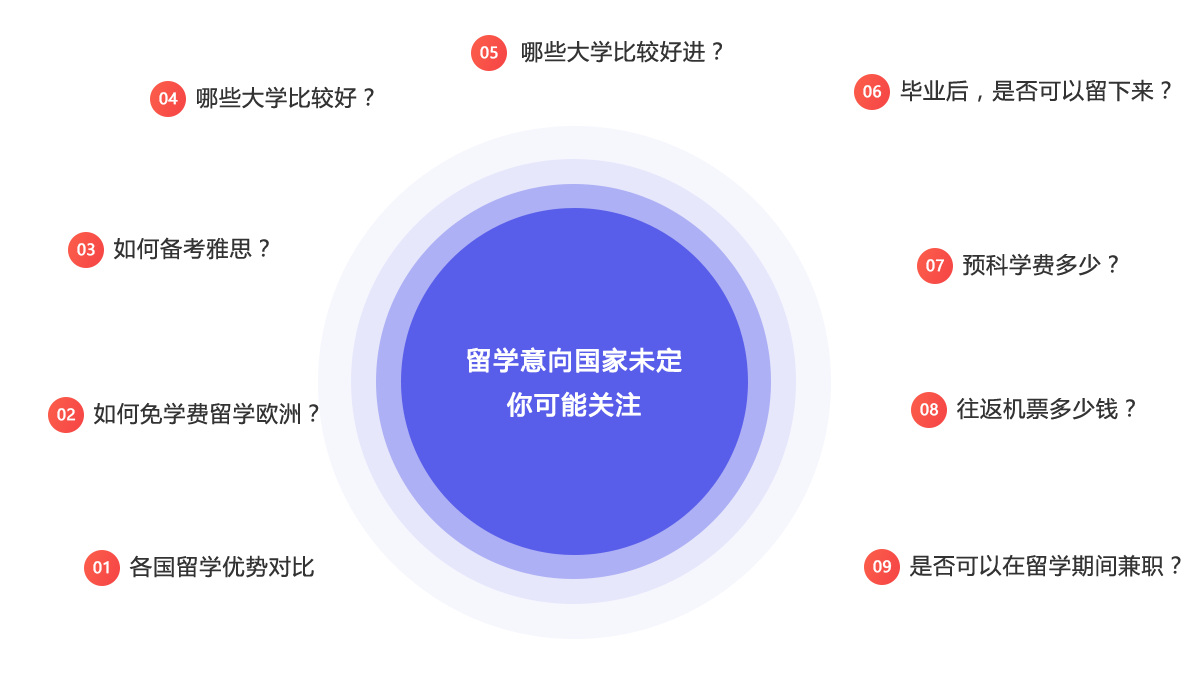 05 哪些大学比较好进？
04 哪些大学比较好？
06 毕业后，是否可以留下来？
03 如何备考雅思？
07 预科学费多少？
留学意向国家未定
你可能关注
02 如何免学费留学欧洲？
08 往返机票多少钱？
01 各国留学优势对比
09 是否可以在留学期间兼职？